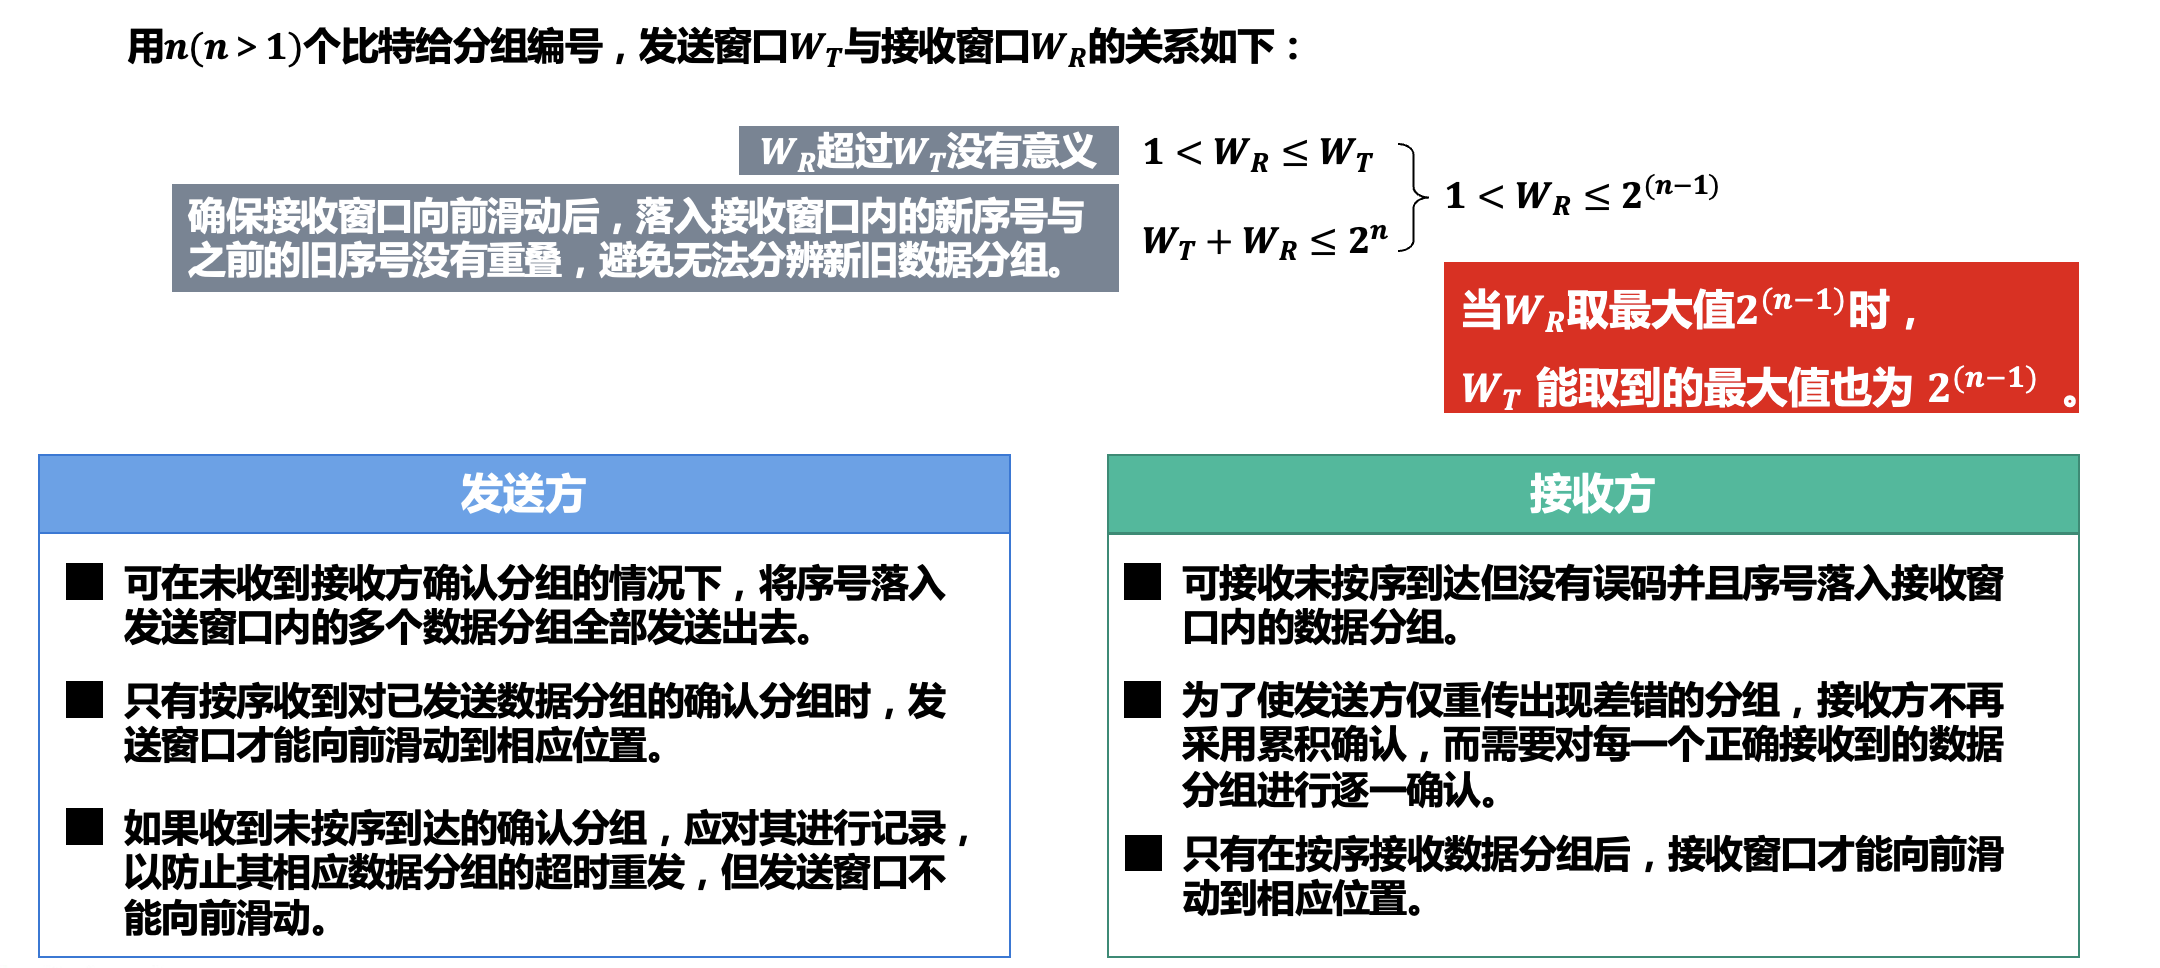 用n(n > 1)个比特给分组编号，发送窗口W_T与接收窗口W_R的关系如下：
W_R超过W_T没有意义
1 < W_R ≤ W_T
确保接收窗口向前滑动后，落入接收窗口内的新序号与
之前的旧序号没有重叠，避免无法分辨新旧数据分组。
W_T + W_R ≤ 2^n
1 < W_R ≤ 2^(n−1)
当W_R取最大值2^(n−1)时，
W_T 能取到的最大值也为 2^(n−1) 。
发送方
可在未收到接收方确认分组的情况下，将序号落入
发送窗口内的多个数据分组全部发送出去。
只有按序收到对已发送数据分组的确认分组时，发
送窗口才能向前滑动到相应位置。
如果收到未按序到达的确认分组，应对其进行记录，
以防止其相应数据分组的超时重发，但发送窗口不
能向前滑动。
接收方
可接收未按序到达但没有误码并且序号落入接收窗
口内的数据分组。
为了使发送方仅重传出现差错的分组，接收方不再
采用累积确认，而需要对每一个正确接收到的数据
分组进行逐一确认。
只有在按序接收数据分组后，接收窗口才能向前滑
动到相应位置。